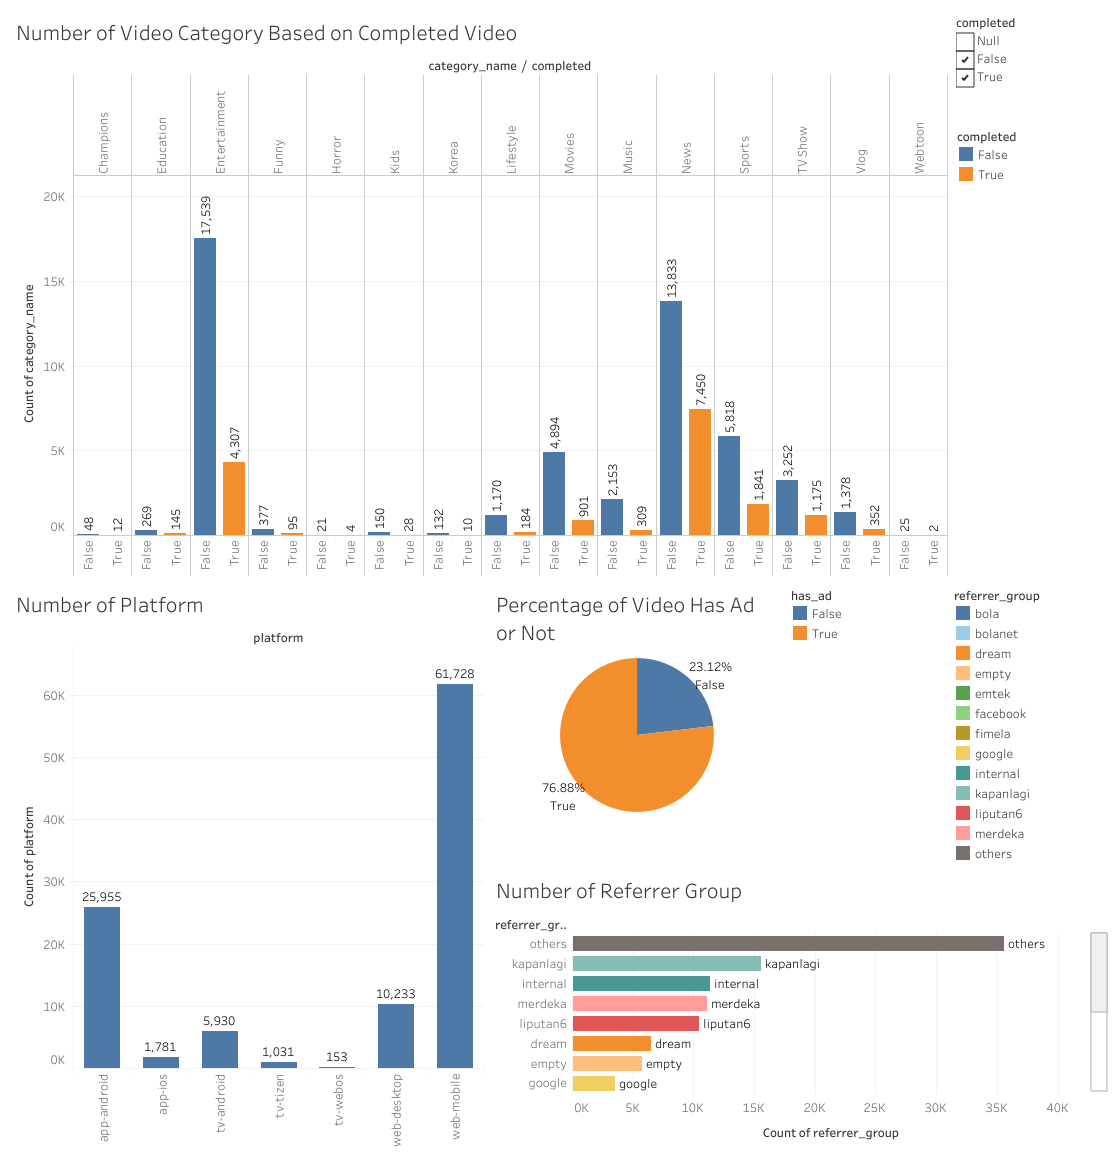 Number of Video Category Based on Completed Video
category_name / completed
Champions
Education
Entertainment
Funny
Horror
Kids
Korea
Lifestyle
Movies
Music
News
Sports
TV Show
Vlog
Webtoon
Count of category_name
20K
15K
10K
5K
0K
48
12
269
145
17,539
4,307
377
95
21
4
150
28
132
10
1,170
184
4,894
901
2,153
309
13,833
7,450
5,818
1,841
3,252
1,175
1,378
352
25
2
False
True
False
True
False
True
False
True
False
True
False
True
False
True
False
True
False
True
False
True
False
True
False
True
False
True
False
True
False
True
completed
Null
False
True
completed
False
True
Number of Platform
platform
Count of platform
60K
50K
40K
30K
20K
10K
0K
25,955
1,781
5,930
1,031
153
10,233
61,728
app-android
app-ios
tv-android
tv-tizen
tv-webos
web-desktop
web-mobile
Percentage of Video Has Ad
or Not
23.12%
False
76.88%
True
has_ad
False
True
referrer_group
bola
bolanet
dream
empty
emtek
facebook
fimela
google
internal
kapanlagi
liputan6
merdeka
others
Number of Referrer Group
referrer_gr..
others others
kapanlagi kapanlagi
internal internal
merdeka merdeka
liputan6 liputan6
dream dream
empty empty
google google
0K 5K 10K 15K 20K 25K 30K 35K 40K
Count of referrer_group